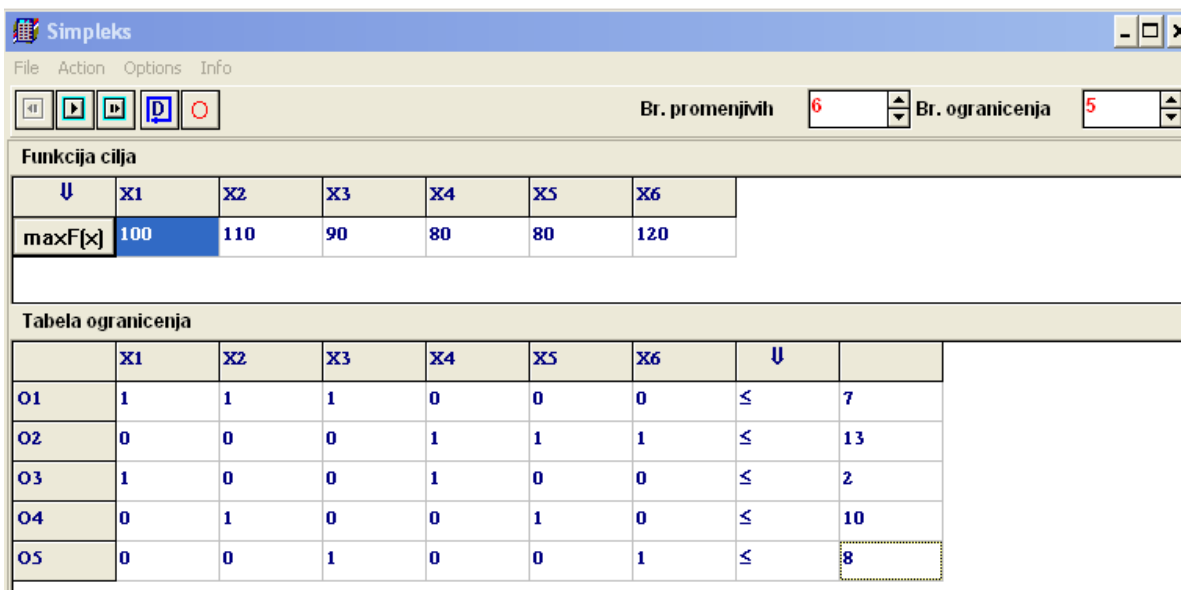 Simpleks
File Action Options Info
D Br. promenjivih 6 Br. ogranicenja 5
Funkcija cilja
⇓ X1 X2 X3 X4 X5 X6
maxF(x) 100 110 90 80 80 120
Tabela ogranicenja
X1 X2 X3 X4 X5 X6 ⇓
O1 1 1 1 0 0 0 ≤ 7
O2 0 0 0 1 1 1 ≤ 13
O3 1 0 0 1 0 0 ≤ 2
O4 0 1 0 0 1 0 ≤ 10
O5 0 0 1 0 0 1 ≤ 8